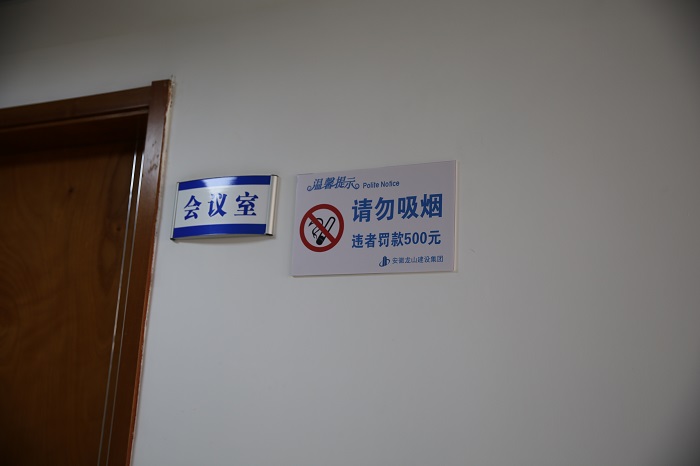 会议室
温馨提示 Polite Notice
请勿吸烟
违者罚款500元
安徽龙山建设集团